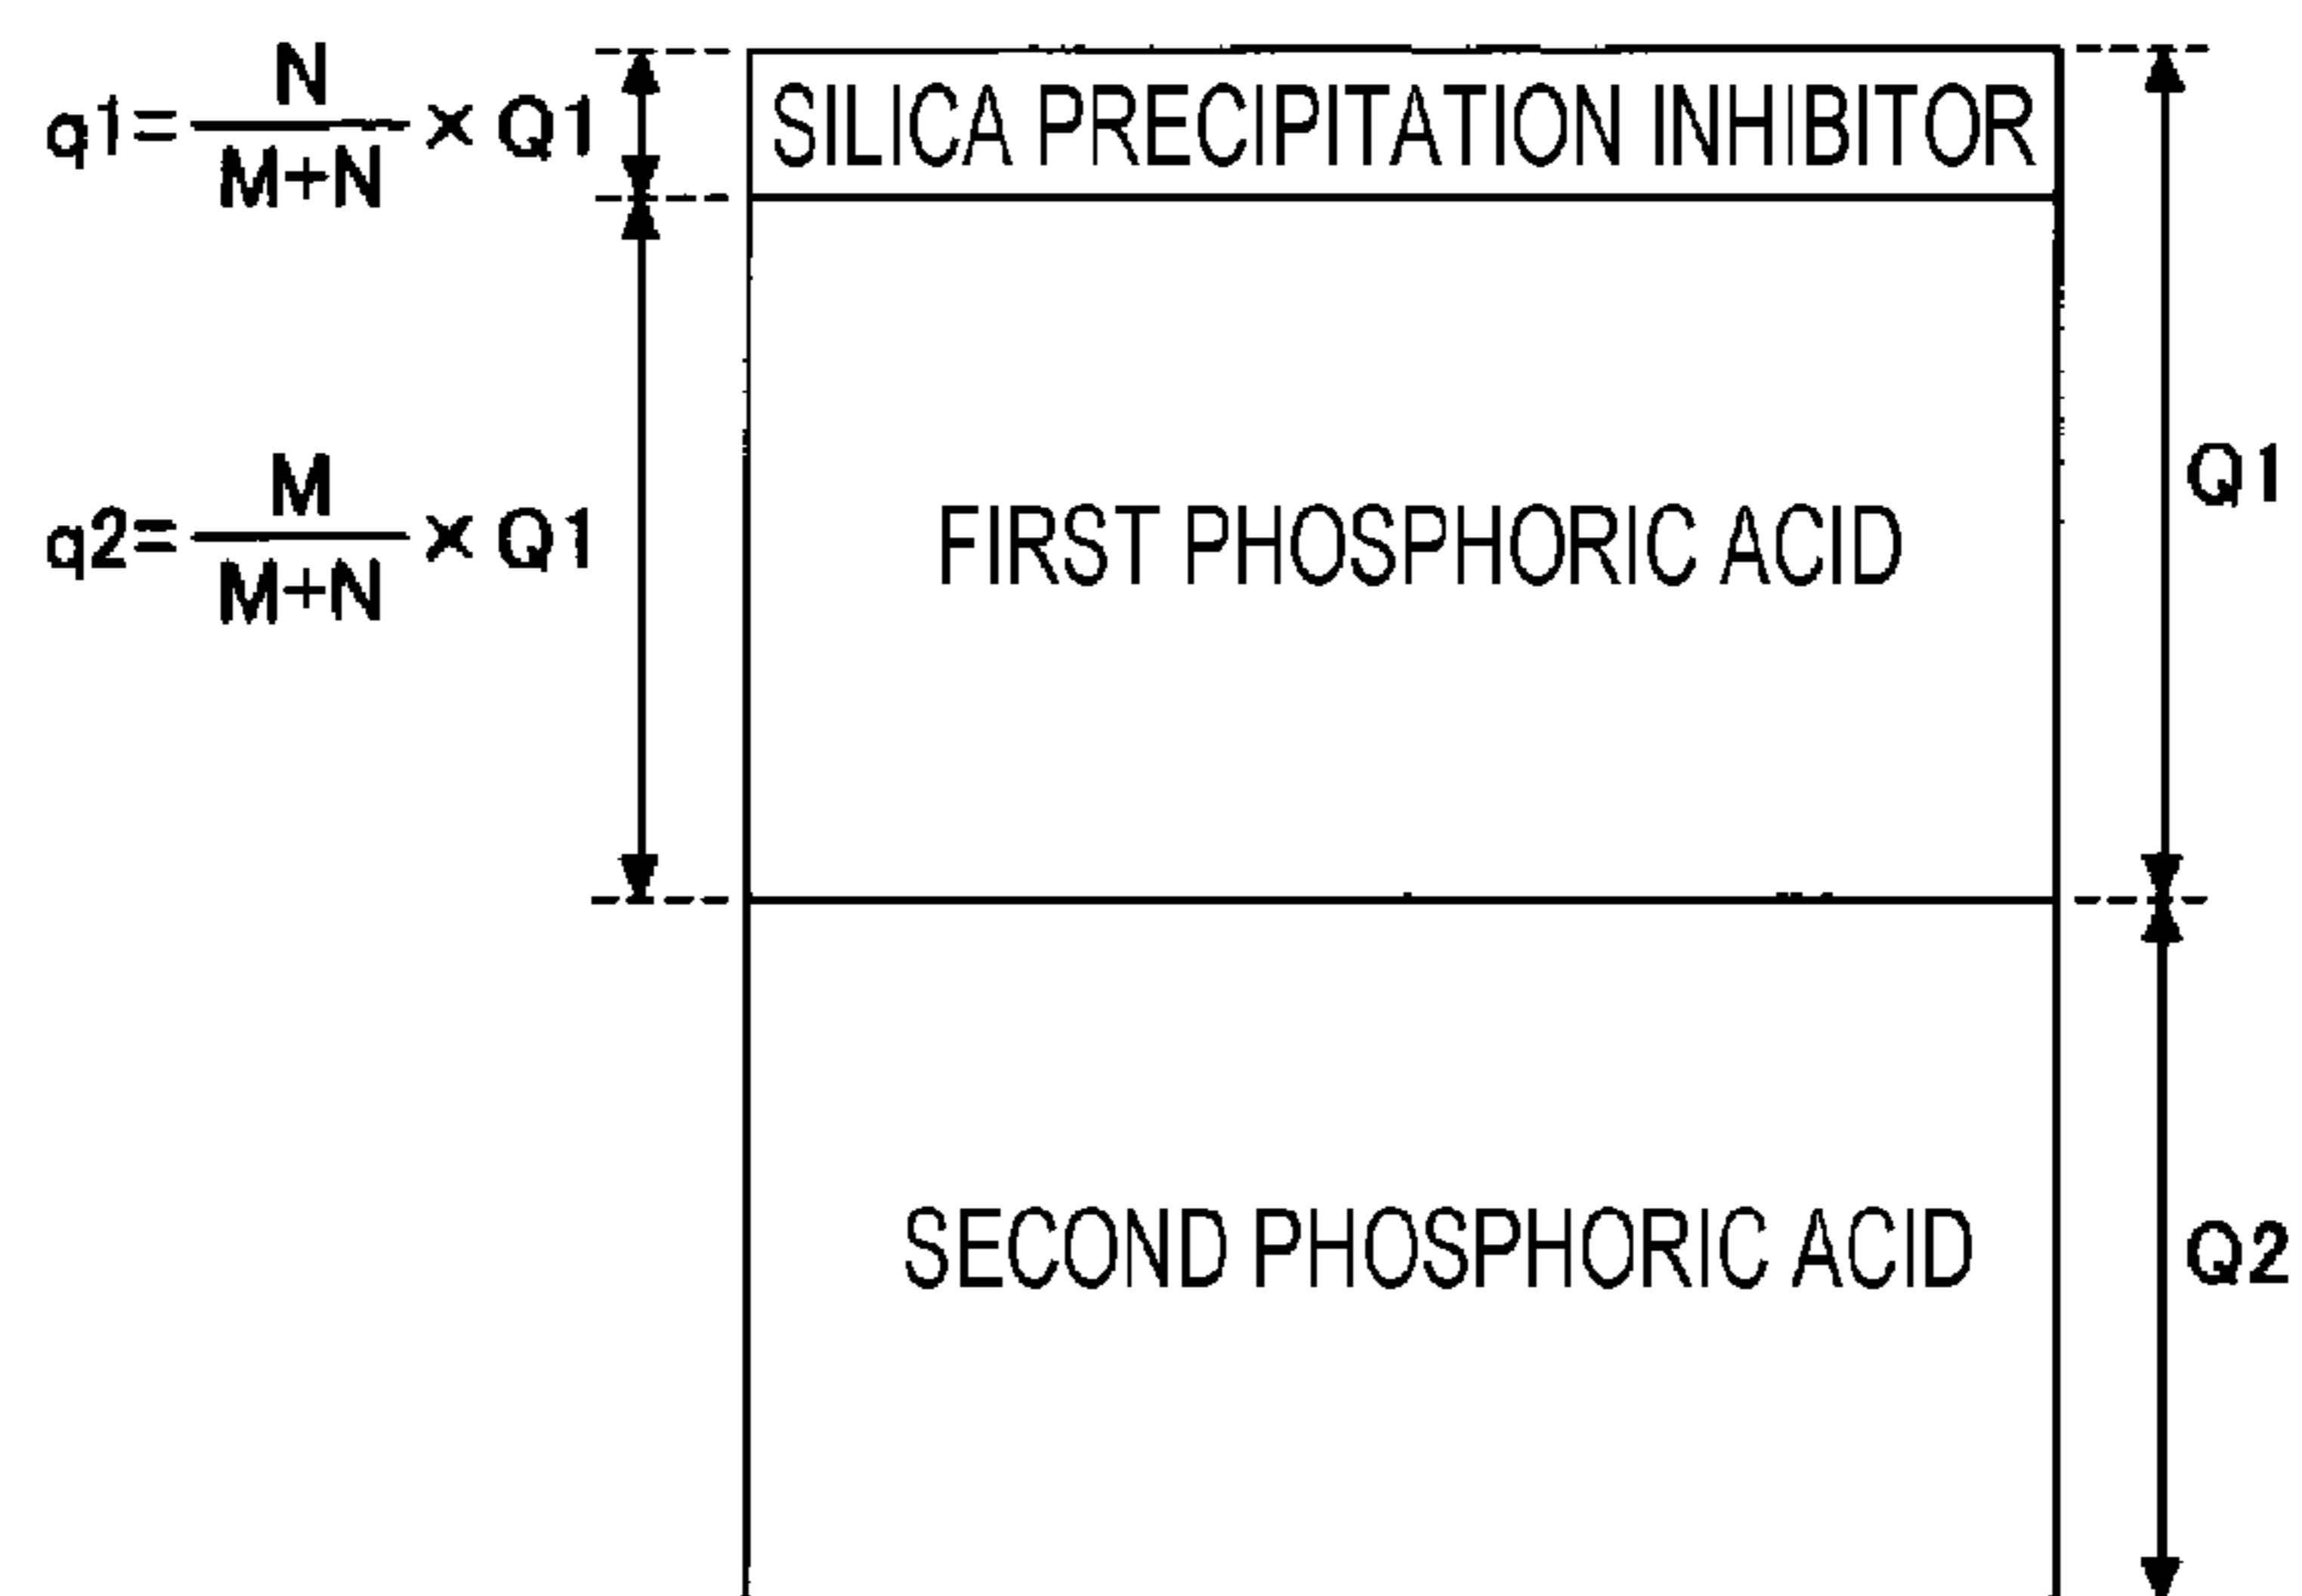 q1= N/M+N × Q1
SILICA PRECIPITATION INHIBITOR
q2= M/M+N × Q1
FIRST PHOSPHORIC ACID
Q1
SECOND PHOSPHORIC ACID
Q2